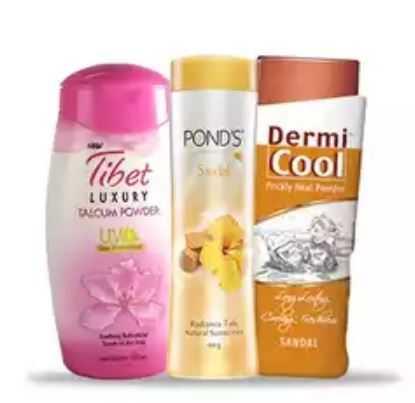 NEW
Tibet
LUXURY
TALCUM POWDER
UV
POND'S
Sandal
Radiance Talc
Natural Sunscreen
Dermi
Cool
Prickly Heat Powder
Long Lasting
Cooling Freshness
SANDAL